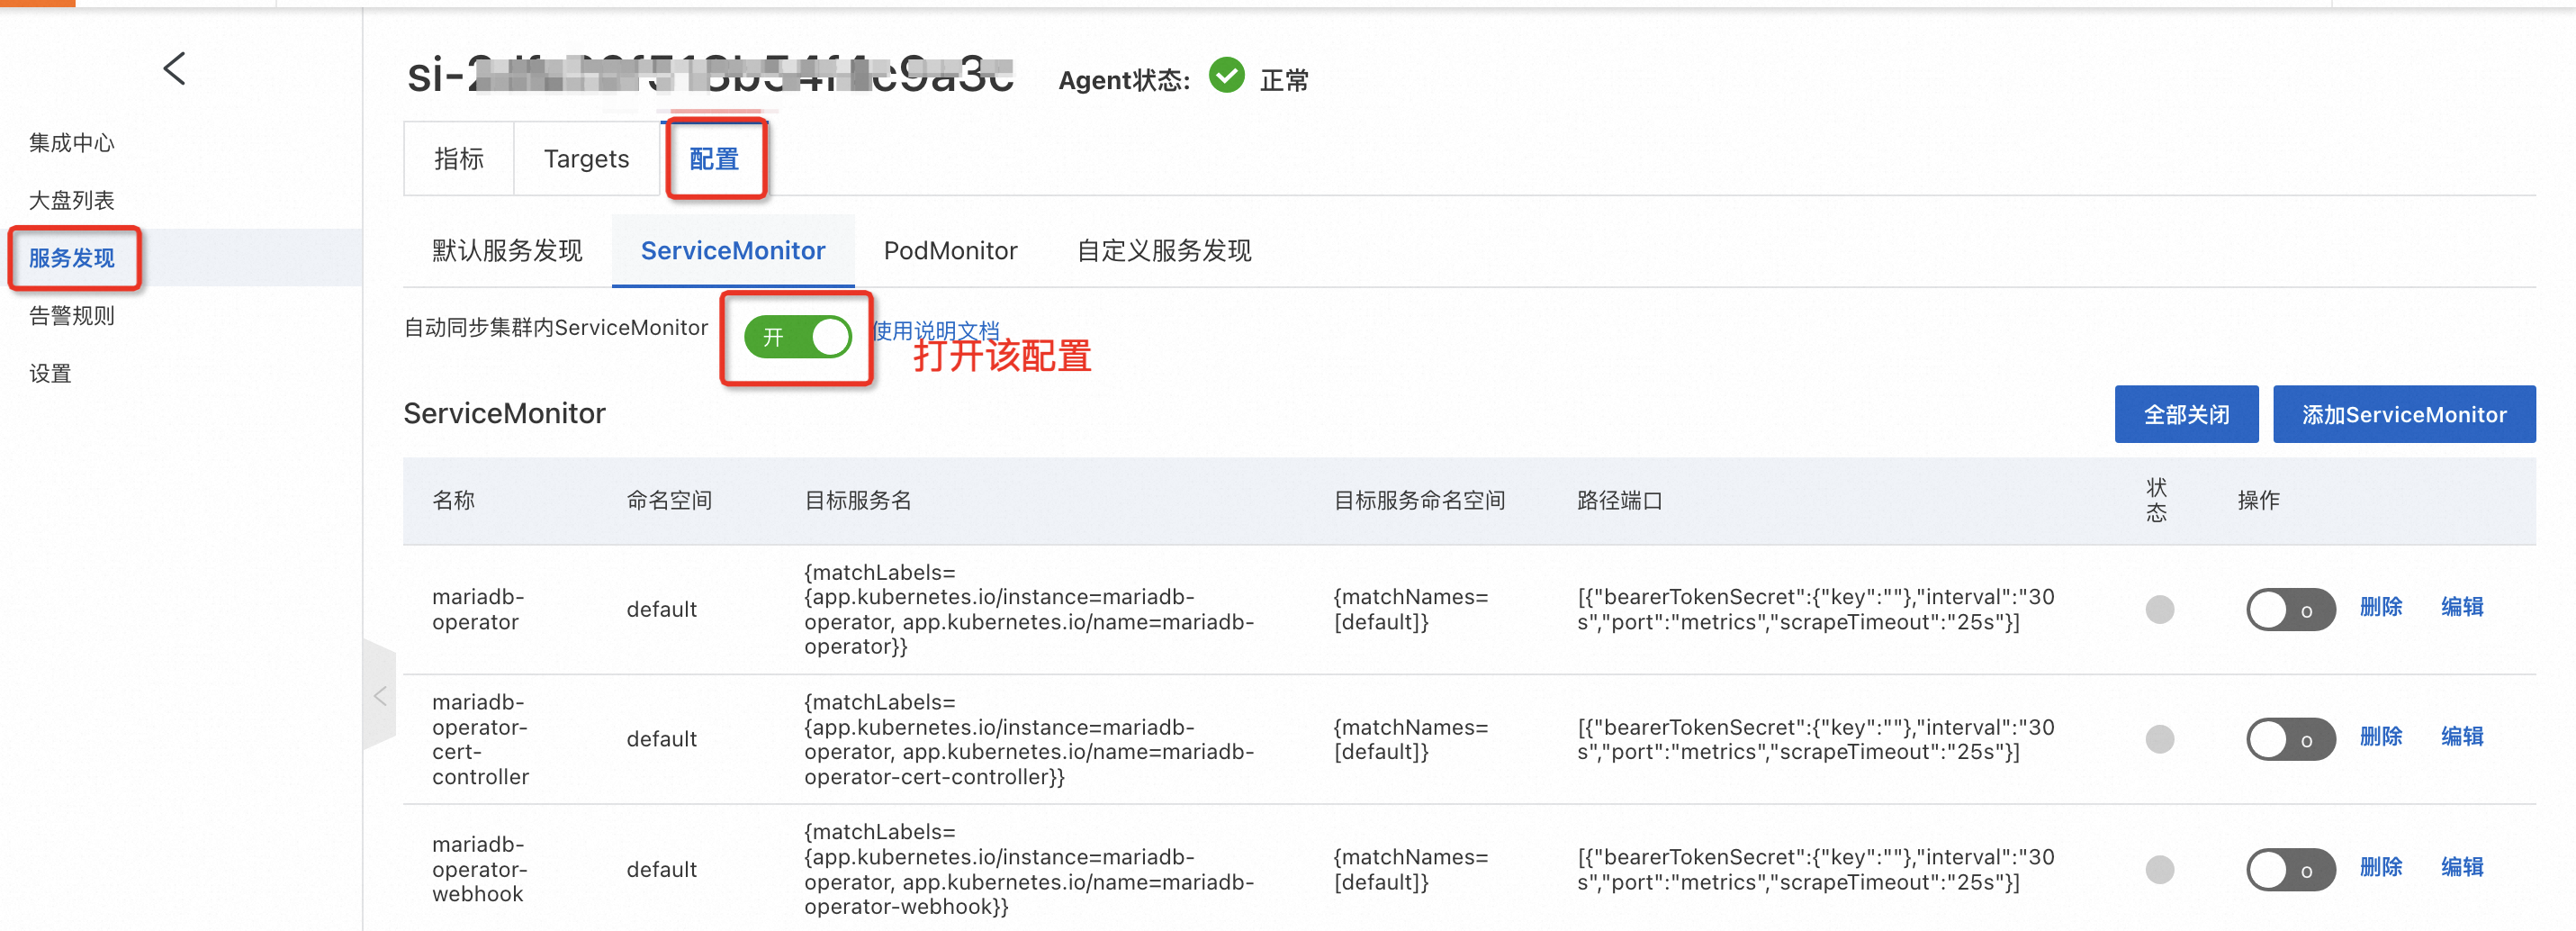 Agent状态: 正常
集成中心
大盘列表
服务发现
告警规则
设置
指标
Targets
配置
默认服务发现
ServiceMonitor
PodMonitor
自定义服务发现
自动同步集群内ServiceMonitor
开
使用说明文档
打开该配置
ServiceMonitor
全部关闭
添加ServiceMonitor
名称
命名空间
目标服务名
目标服务命名空间
路径端口
状
态
操作
mariadb-
operator
default
{matchLabels=
{app.kubernetes.io/instance=mariadb-
operator, app.kubernetes.io/name=mariadb-
operator}}
{matchNames=
[default]}
[{"bearerTokenSecret":{"key":""},"interval":"30
s","port":"metrics","scrapeTimeout":"25s"}]
删除
编辑
mariadb-
operator-
cert-
controller
default
{matchLabels=
{app.kubernetes.io/instance=mariadb-
operator, app.kubernetes.io/name=mariadb-
operator-cert-controller}}
{matchNames=
[default]}
[{"bearerTokenSecret":{"key":""},"interval":"30
s","port":"metrics","scrapeTimeout":"25s"}]
删除
编辑
mariadb-
operator-
webhook
default
{matchLabels=
{app.kubernetes.io/instance=mariadb-
operator, app.kubernetes.io/name=mariadb-
operator-webhook}}
{matchNames=
[default]}
[{"bearerTokenSecret":{"key":""},"interval":"30
s","port":"metrics","scrapeTimeout":"25s"}]
删除
编辑